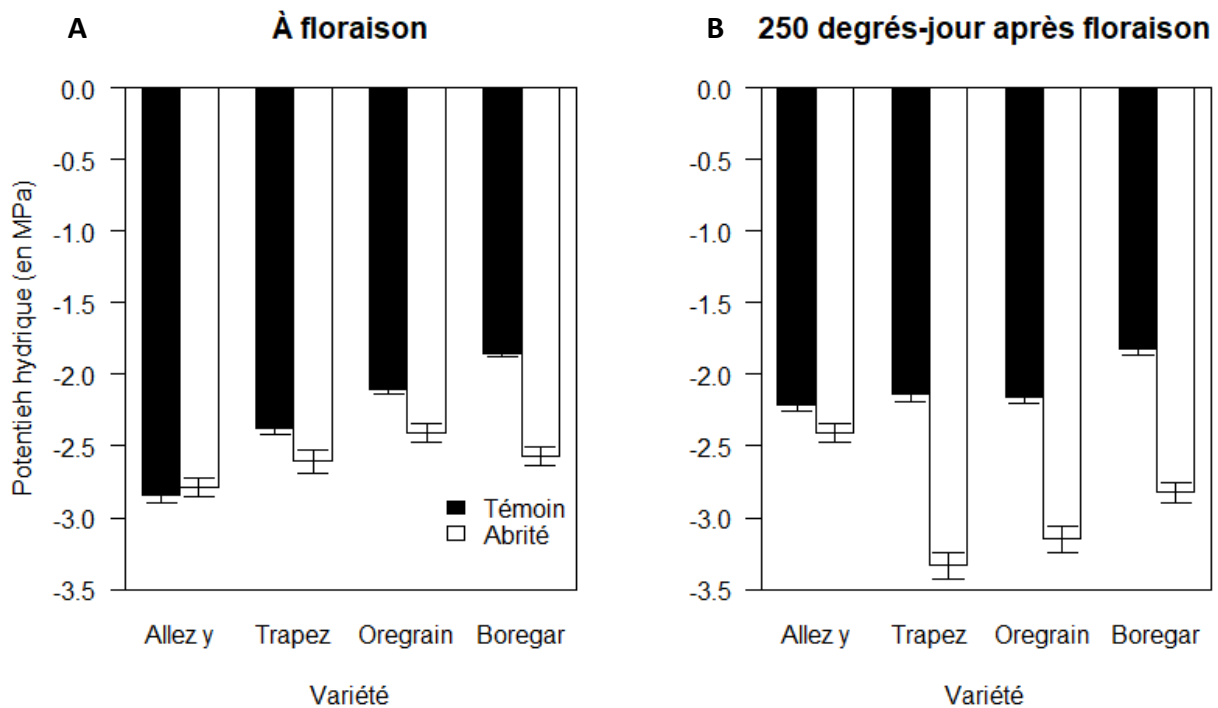 A
À floraison
B
250 degrés-jour après floraison
Potentieh hydrique (en MPa)
0.0
-0.5
-1.0
-1.5
-2.0
-2.5
-3.0
-3.5
Témoin
Abrité
Allez y
Trapez
Oregrain
Boregar
Variété
0.0
-0.5
-1.0
-1.5
-2.0
-2.5
-3.0
-3.5
Allez y
Trapez
Oregrain
Boregar
Variété